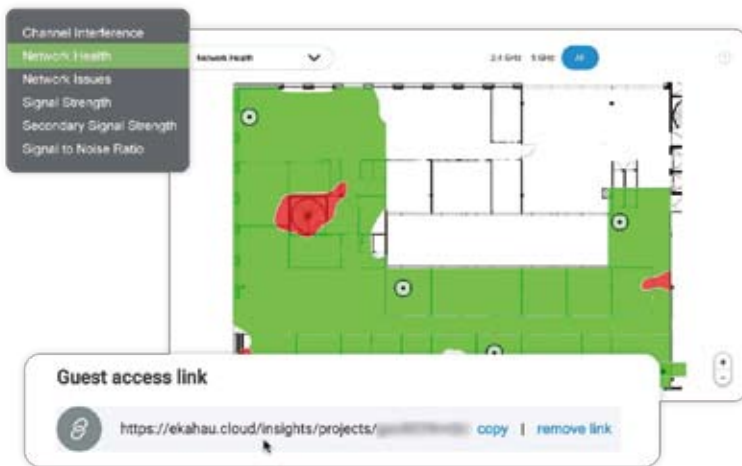 Channel Interference
Network Health
Network Issues
Signal Strength
Secondary Signal Strength
Signal to Noise Ratio
Network Health
2.4 GHz 5 GHz All
+
-
Guest access link
https://ekahau.cloud/insights/projects/ copy | remove link